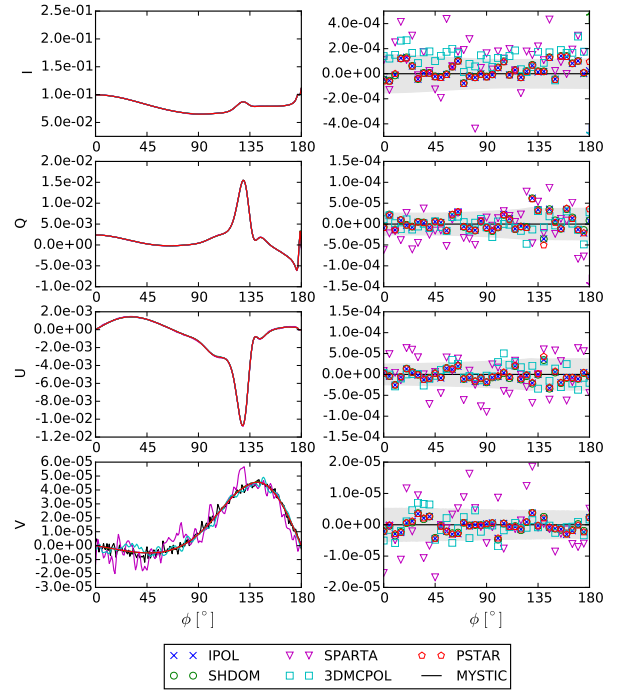 2.5e-01
2.0e-01
1.5e-01
1.0e-01
5.0e-02
I
0 45 90 135 180
4.0e-04
2.0e-04
0.0e+00
-2.0e-04
-4.0e-04
0 45 90 135 180
2.0e-02
1.5e-02
1.0e-02
5.0e-03
0.0e+00
-5.0e-03
-1.0e-02
Q
0 45 90 135 180
1.5e-04
1.0e-04
5.0e-05
0.0e+00
-5.0e-05
-1.0e-04
-1.5e-04
0 45 90 135 180
2.0e-03
0.0e+00
-2.0e-03
-4.0e-03
-6.0e-03
-8.0e-03
-1.0e-02
-1.2e-02
U
0 45 90 135 180
1.5e-04
1.0e-04
5.0e-05
0.0e+00
-5.0e-05
-1.0e-04
-1.5e-04
0 45 90 135 180
6.0e-05
5.0e-05
4.0e-05
3.0e-05
2.0e-05
1.0e-05
0.0e+00
-1.0e-05
-2.0e-05
-3.0e-05
V
0 45 90 135 180
ϕ [°]
2.0e-05
1.0e-05
0.0e+00
-1.0e-05
-2.0e-05
0 45 90 135 180
ϕ [°]
IPOL SPARTA PSTAR
SHDOM 3DMCPOL MYSTIC